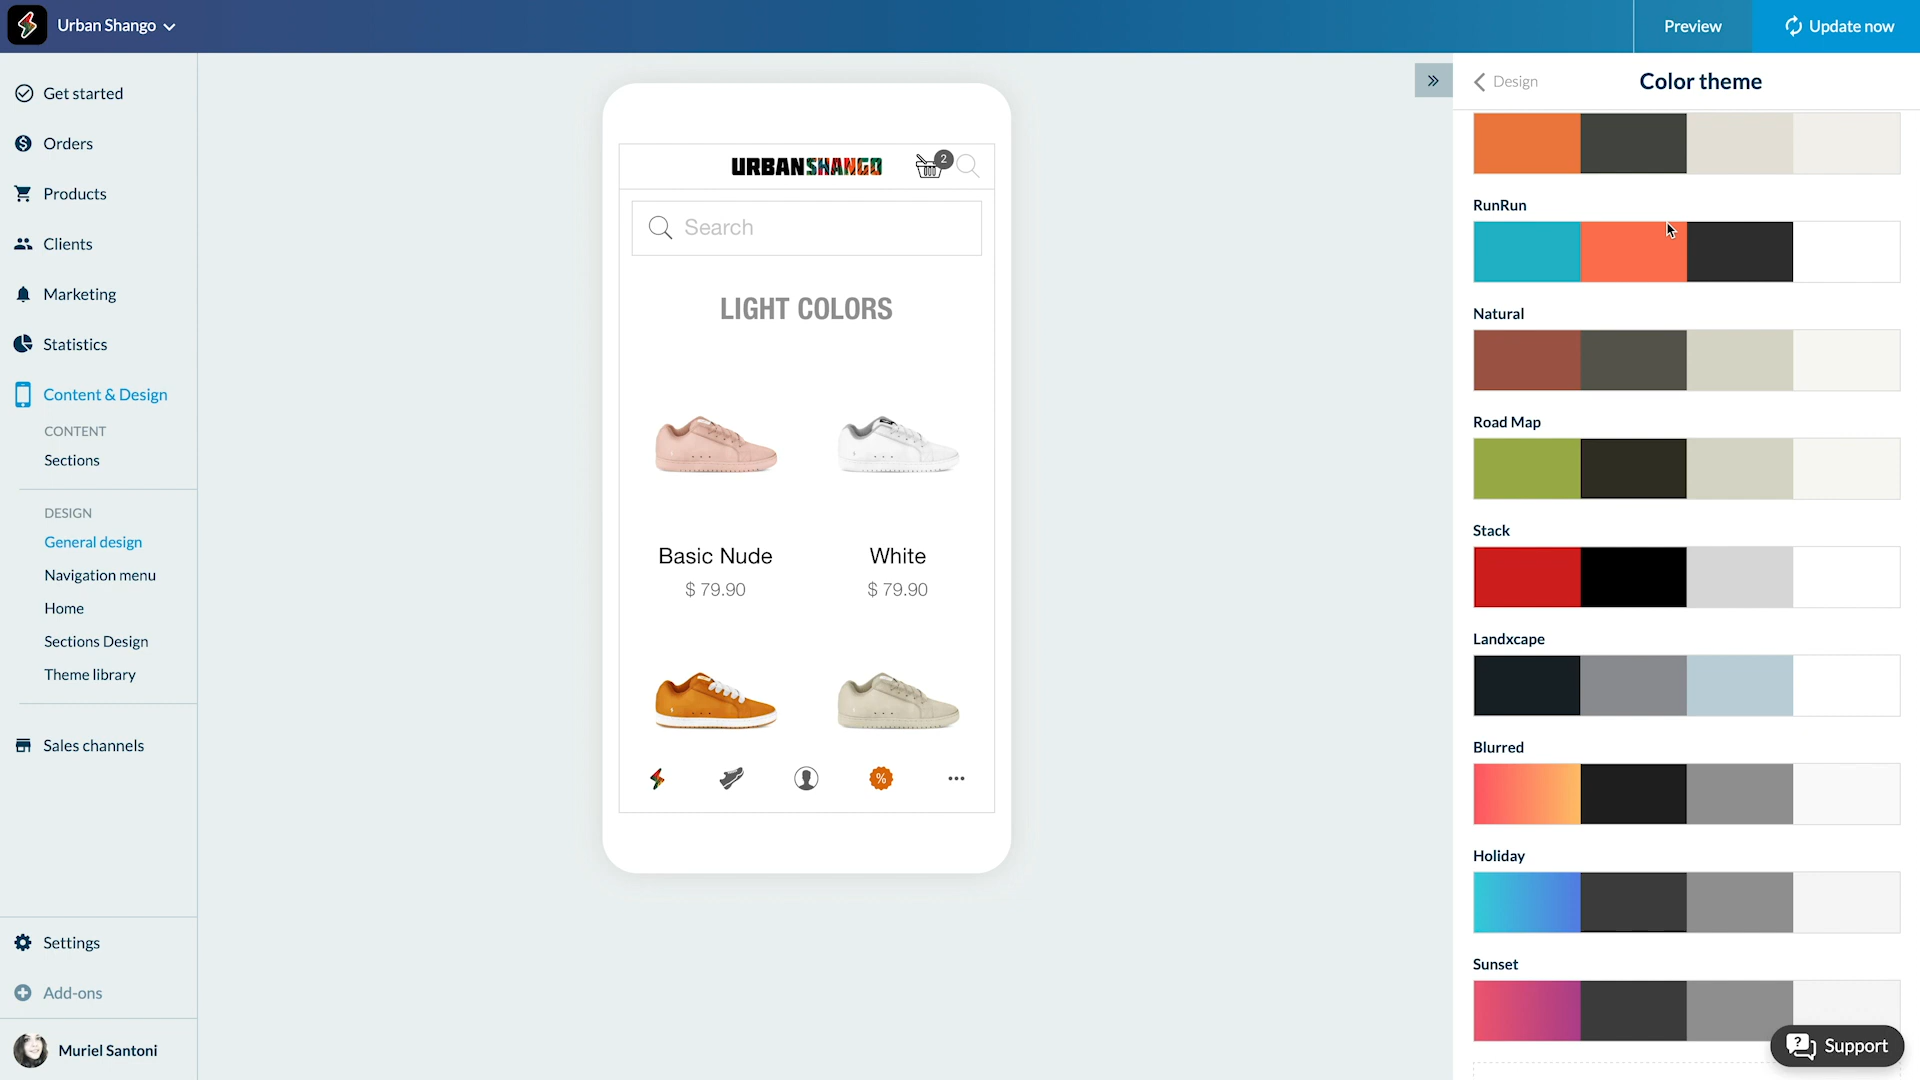 Urban Shango
Preview
Update now
Get started
Orders
Products
Clients
Marketing
Statistics
Content & Design
CONTENT
Sections
DESIGN
General design
Navigation menu
Home
Sections Design
Theme library
Sales channels
Settings
Add-ons
Muriel Santoni
URBANSHANGO
2
Search
LIGHT COLORS
Basic Nude
White
$ 79.90
$ 79.90
%
Design
Color theme
RunRun
Natural
Road Map
Stack
Landxcape
Blurred
Holiday
Sunset
Support